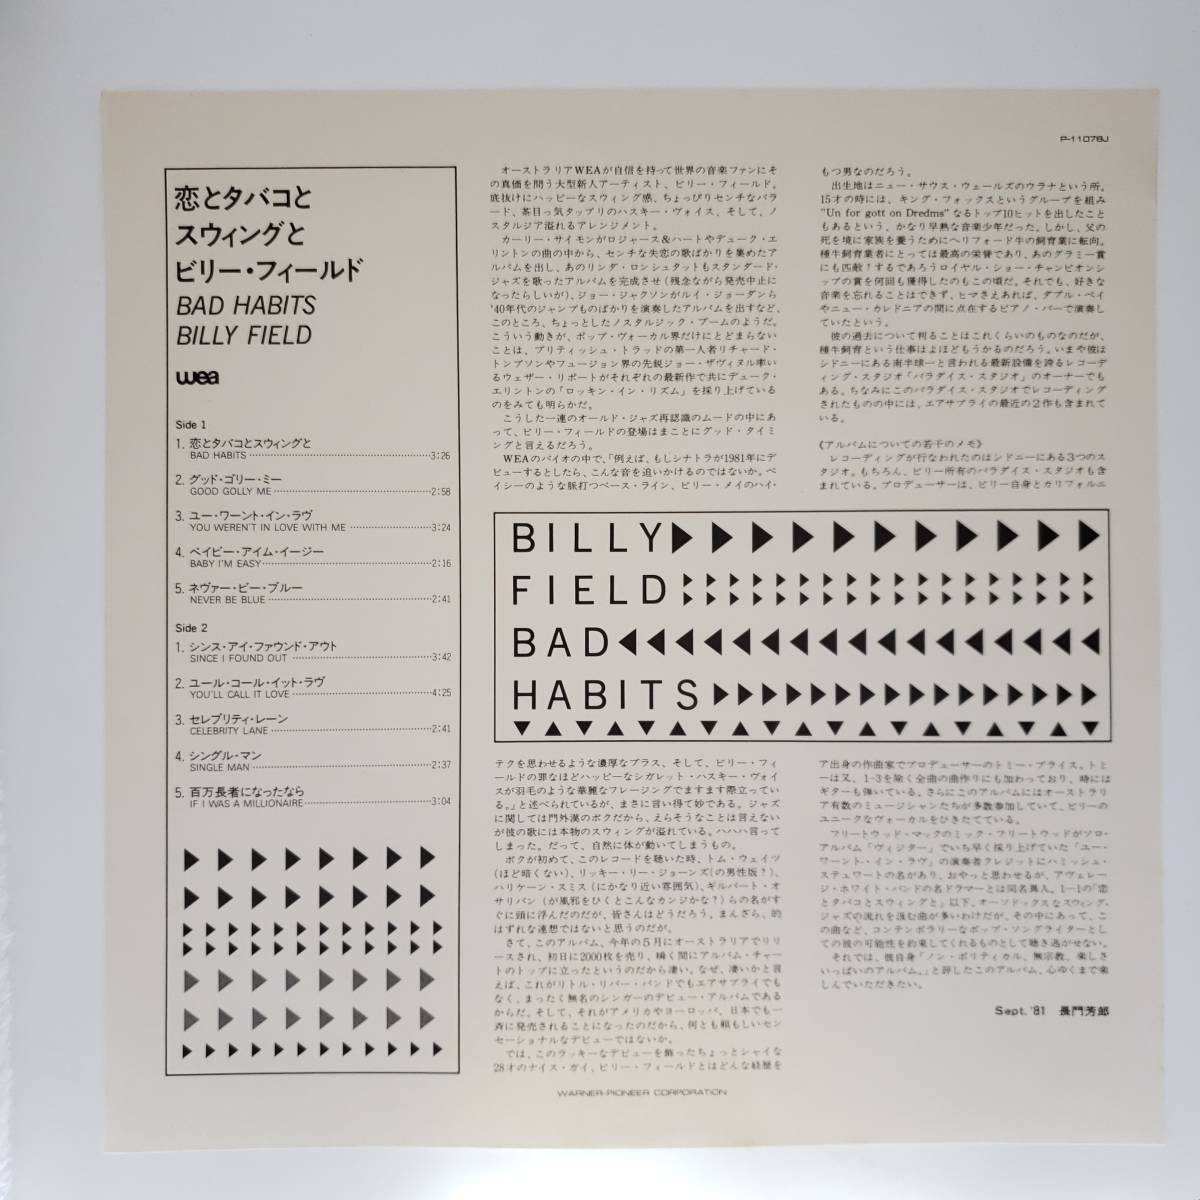 P-11076J
恋とタバコと
スウィングと
ビリー・フィールド
BAD HABITS
BILLY FIELD
wea
Side 1
1. 恋とタバコとスウィングと
BAD HABITS 3:26
2. グッド・ゴリー・ミー
GOOD GOLLY ME 2:58
3. ユー・ワーント・イン・ラヴ
YOU WEREN'T IN LOVE WITH ME 3:24
4. ベイビー・アイム・イージー
BABY I'M EASY 2:16
5. ネヴァー・ビー・ブルー
NEVER BE BLUE 2:41
Side 2
1. シンス・アイ・ファウンド・アウト
SINCE I FOUND OUT 3:42
2. ユール・コール・イット・ラヴ
YOU'LL CALL IT LOVE 4:25
3. セレブリティ・レーン
CELEBRITY LANE 2:41
4. シングル・マン
SINGLE MAN 2:37
5. 百万長者になったなら
IF I WAS A MILLIONAIRE 3:04
オーストラリアWEAが自信を持って世界の音楽ファンにそ
の真価を問う大型新人アーティスト、ビリー・フィールド。
底抜けにハッピーなスウィング感、ちょっぴりセンチなバラ
ード、茶目っ気タップリのハスキー・ヴォイス、そして、ノ
スタルジア溢れるアレンジメント。
カーリー・サイモンがロジャース&ハートやデューク・エ
リントンの曲の中から、センチな失恋の歌ばかりを集めたア
ルバムを出し、あのリンダ・ロンシュタットもスタンダード・
ジャズを歌ったアルバムを完成させ(残念ながら発売中止に
なったらしいが)、ジョー・ジャクソンがルイ・ジョーダンら
'40年代のジャンプものばかりを演奏したアルバムを出すなど、
このところ、ちょっとしたノスタルジック・ブームのようだ。
こういう動きが、ポップ・ヴォーカル界だけにとどまらない
ことは、ブリティッシュ・トラッドの第一人者リチャード・
トンプソンやフュージョン界の先鋭ジョー・ザヴィヌル率い
るウェザー・リポートがそれぞれの最新作で共にデューク・
エリントンの「ロッキン・イン・リズム」を採り上げている
のをみても明らかだ。
こうした一連のオールド・ジャズ再認識のムードの中にあ
って、ビリー・フィールドの登場はまことにグッド・タイミ
ングと言えるだろう。
WEAのバイオの中で、「例えば、もしシナトラが1981年にデ
ビューするとしたら、こんな音を追いかけるのではないか。ベ
イシーのような脈打つベース・ライン、ビリー・メイのハイ・
もつ男なのだろう。
出生地はニュー・サウス・ウェールズのウラナという所。
15才の時には、キング・フォックスというグループを組み
"Un for gott on Dredms" なるトップ10ヒットを出したこと
もあるという、かなり早熟な音楽少年だった。しかし、父の
死を境に家族を養うためにヘリフォード牛の飼育業に転向。
種牛飼育業者にとっては最高の栄誉であり、あのグラミー賞
にも匹敵!するであろうロイヤル・ショー・チャンピオンシ
ップの賞を何回も獲得したのもこの頃だ。それでも、好きな
音楽を忘れることはできず、ヒマさえあれば、ダブル・ベイ
やニュー・カレドニアの間に点在するピアノ・バーで演奏し
ていたという。
彼の過去について判ることはこれくらいのものなのだが、
種牛飼育という仕事はよほどもうかるのだろう。いまや彼は
シドニーにある南半球一と言われる最新設備を誇るレコーデ
ィング・スタジオ「パラダイス・スタジオ」のオーナーでも
ある。ちなみにこのパラダイス・スタジオでレコーディング
されたものの中には、エアサプライの最近の2作も含まれて
いる。
《アルバムについての若干のメモ》
レコーディングが行なわれたのはシドニーにある3つのス
タジオ。もちろん、ビリー所有のパラダイス・スタジオも含
まれている。プロデューサーは、ビリー自身とカリフォルニ
BILLY
FIELD
BAD
HABITS
テクを思わせるような濃厚なブラス、そして、ビリー・フィ
ールドの罪なほどハッピーなシガレット・ハスキー・ヴォイ
スが羽毛のような華麗なフレージングでますます際立ってい
る。」と述べられているが、まさに言い得て妙である。ジャズ
に関しては門外漢のボクだから、えらそうなことは言えない
が彼の歌には本物のスウィングが溢れている。ハハハ言って
しまった。だって、自然に体が動いてしまうもの。
ボクが初めて、このレコードを聴いた時、トム・ウェイツ
(ほど暗くない)、リッキー・リー・ジョーンズ(の男性版?)、
ハリケーン・スミス(にかなり近い雰囲気)、ギルバート・オ
サリバン(が風邪をひくとこんなカンジかな?)らの名がす
ぐに頭に浮んだのだが、皆さんはどうだろう。まんざら、的
はずれな連想ではないと思うのだが。
さて、このアルバム、今年の5月にオーストラリアでリリ
ースされ、初日に2000枚を売り、瞬く間にアルバム・チャー
トのトップに立ったというのだから凄い。なぜ、凄いかと言
えば、これがリトル・リバー・バンドでもエアサプライでも
なく、まったく無名のシンガーのデビュー・アルバムである
からだ。そして、それがアメリカやヨーロッパ、日本でも一
斉に発売されることになったのだから、何とも頼もしいセン
セーショナルなデビューではないか。
では、このラッキーなデビューを飾ったちょっとシャイな
28才のナイス・ガイ、ビリー・フィールドとはどんな経歴を
ア出身の作曲家でプロデューサーのトミー・プライス。トミ
ーは又、1-3を除く全曲の曲作りにも加わっており、時には
ギターも弾いている。さらにこのアルバムにはオーストラリ
ア有数のミュージシャンたちが多数参加していて、ビリーの
ユニークなヴォーカルをひきたてている。
フリートウッド・マックのミック・フリートウッドがソロ・
アルバム「ヴィジター」でいち早く採り上げていた「ユー・
ワーント・イン・ラヴ」の演奏者クレジットにハミッシュ・
ステュワートの名があり、おやっと思わせるが、アヴェレー
ジ・ホワイト・バンドの名ドラマーとは同名異人。1-1の「恋
とタバコとスウィングと」以下、オーソドックスなスウィング・
ジャズの流れを汲む曲が多いわけだが、その中にあって、こ
の曲など、コンテンポラリーなポップ・ソングライターとし
ての彼の可能性を約束してくれるものとして聴き逃がせない。
それでは、彼自身「ノン・ポリティカル、無宗教、楽しさ
いっぱいのアルバム。」と評したこのアルバム、心ゆくまで楽
しんでいただきたい。
Sept. '81 長門芳郎
WARNER-PIONEER CORPORATION